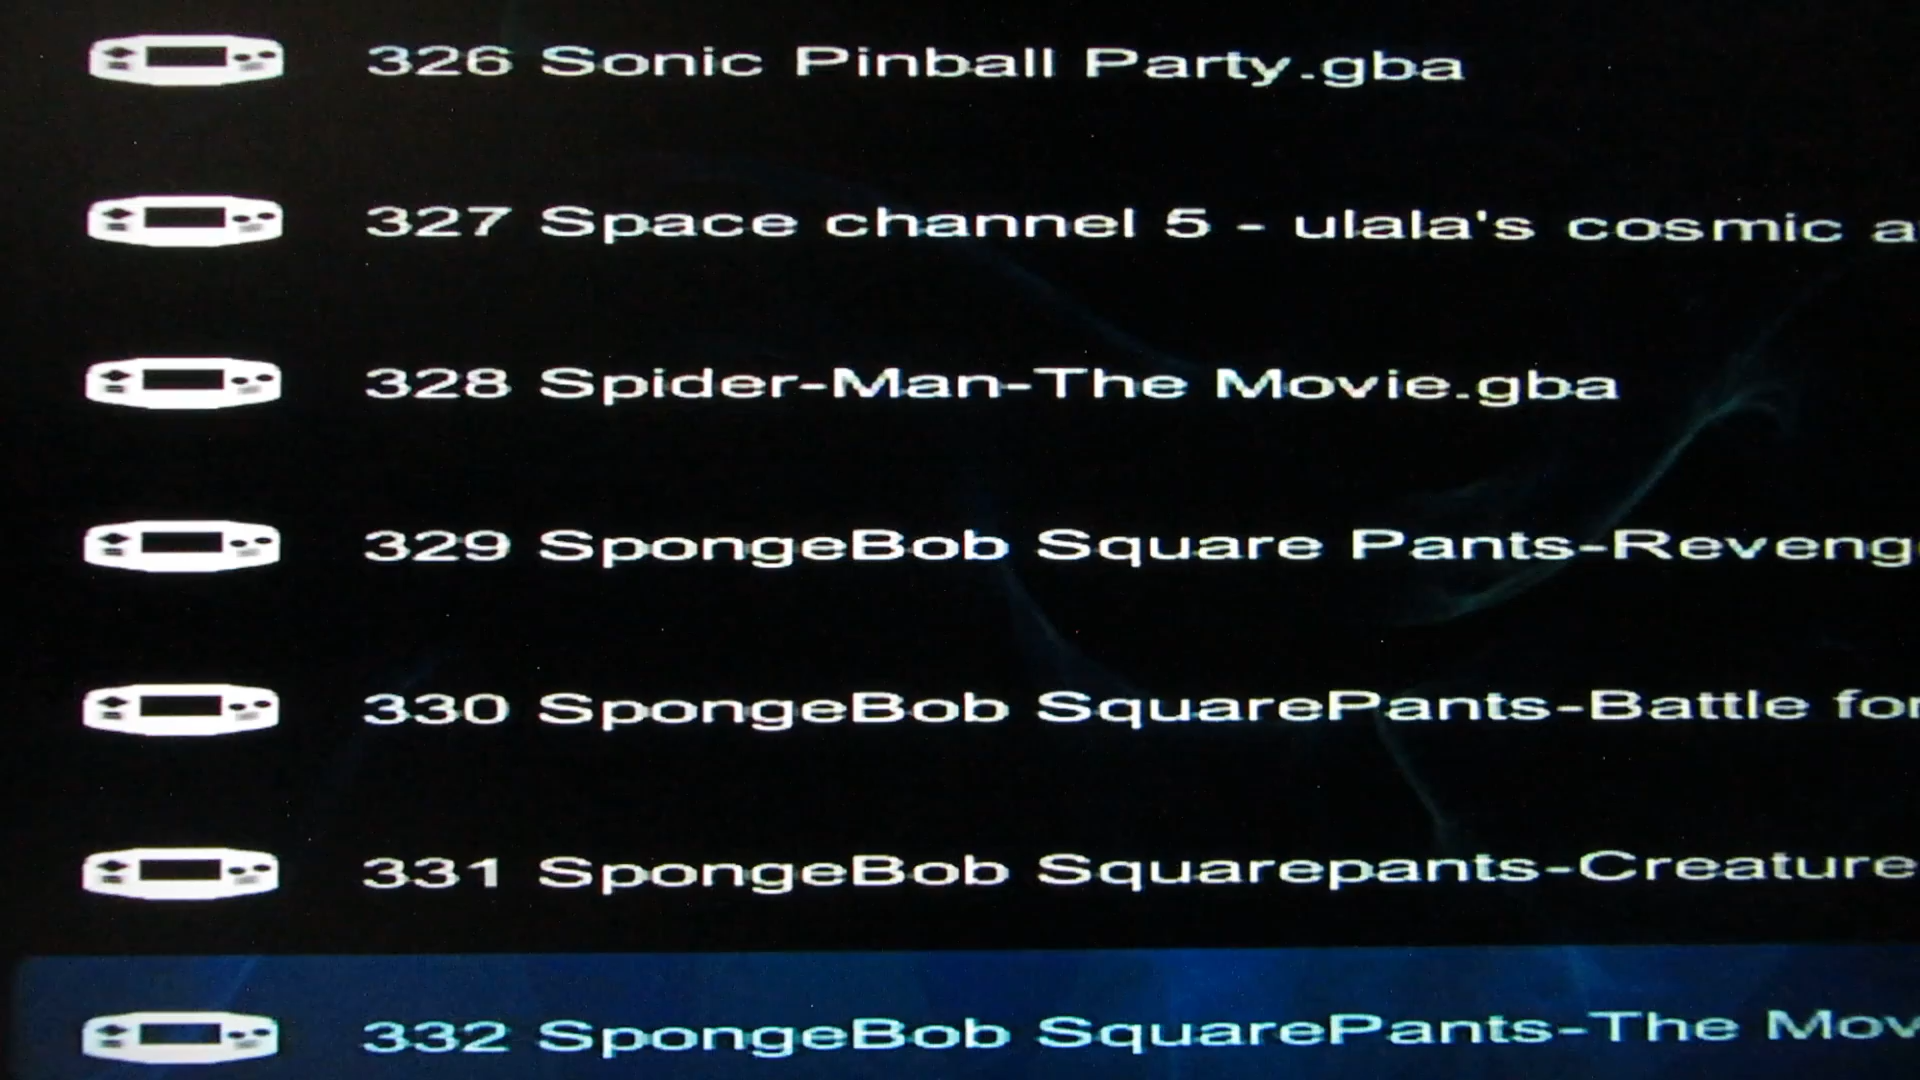 326 Sonic Pinball Party.gba
327 Space channel 5 - ulala's cosmic
328 Spider-Man-The Movie.gba
329 SpongeBob Square Pants-Reveng
330 SpongeBob SquarePants-Battle for
331 SpongeBob Squarepants-Creature
332 SpongeBob SquarePants-The Mov